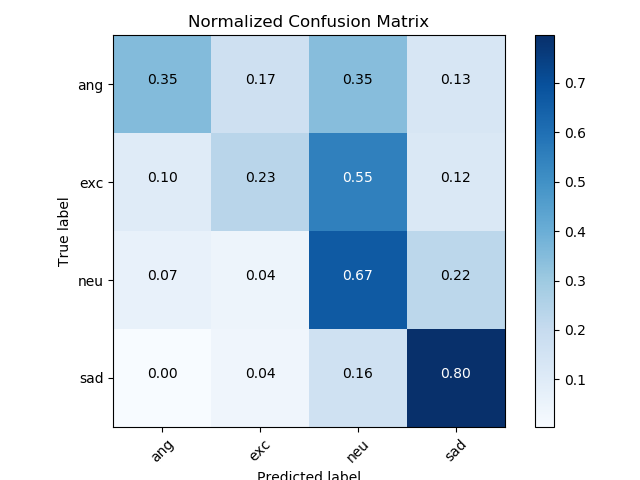 Normalized Confusion Matrix
True label
ang 0.35 0.17 0.35 0.13
exc 0.10 0.23 0.55 0.12
neu 0.07 0.04 0.67 0.22
sad 0.00 0.04 0.16 0.80
ang exc neu sad
Predicted label
0.7
0.6
0.5
0.4
0.3
0.2
0.1